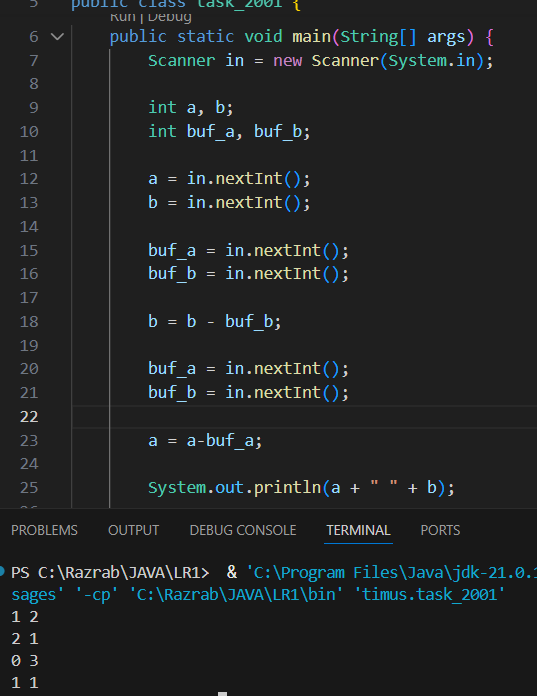 5 public class task_2001 {
Run | Debug
6 public static void main(String[] args) {
7 Scanner in = new Scanner(System.in);
8
9 int a, b;
10 int buf_a, buf_b;
11
12 a = in.nextInt();
13 b = in.nextInt();
14
15 buf_a = in.nextInt();
16 buf_b = in.nextInt();
17
18 b = b - buf_b;
19
20 buf_a = in.nextInt();
21 buf_b = in.nextInt();
22
23 a = a-buf_a;
24
25 System.out.println(a + " " + b);
PROBLEMS OUTPUT DEBUG CONSOLE TERMINAL PORTS
PS C:\Razrab\JAVA\LR1> & 'C:\Program Files\Java\jdk-21.0.1
sages' '-cp' 'C:\Razrab\JAVA\LR1\bin' 'timus.task_2001'
1 2
2 1
0 3
1 1